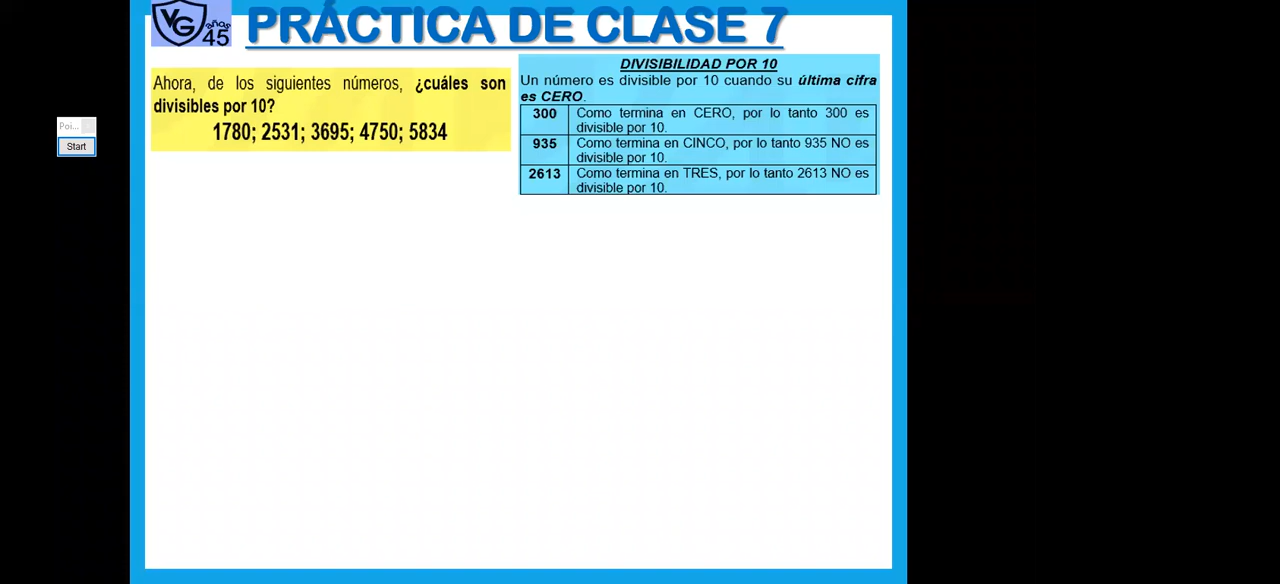 VG años 45
PRÁCTICA DE CLASE 7
Ahora, de los siguientes números, ¿cuáles son
divisibles por 10?
1780; 2531; 3695; 4750; 5834
DIVISIBILIDAD POR 10
Un número es divisible por 10 cuando su última cifra
es CERO.
300 Como termina en CERO, por lo tanto 300 es
divisible por 10.
935 Como termina en CINCO, por lo tanto 935 NO es
divisible por 10.
2613 Como termina en TRES, por lo tanto 2613 NO es
divisible por 10.
Poi...
Start